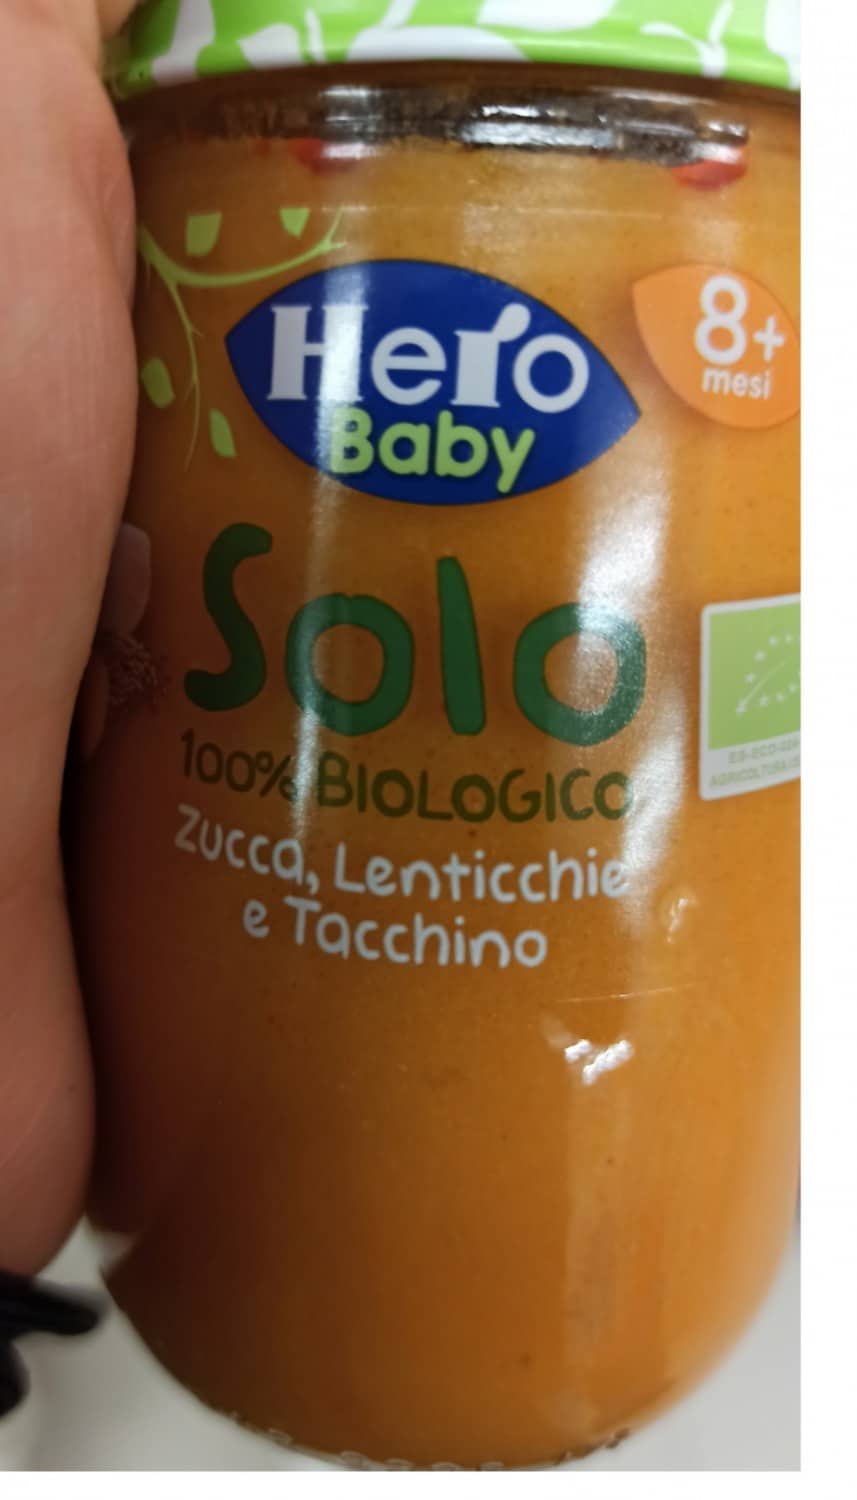 Hero
Baby
8+
mesi
Solo
100% BIOLOGICO
Zucca, Lenticchie
e Tacchino